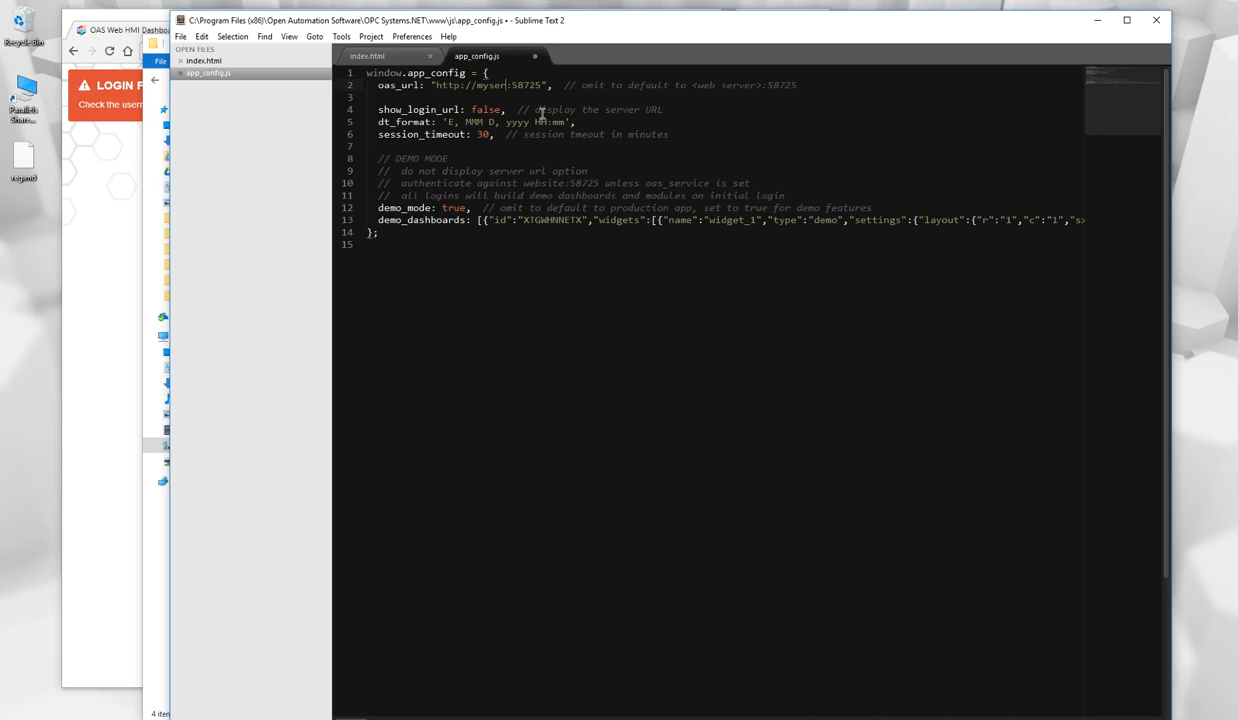 C:\Program Files (x86)\Open Automation Software\OPC Systems.NET\www\js\app_config.js • - Sublime Text 2
File Edit Selection Find View Goto Tools Project Preferences Help
OPEN FILES
index.html
app_config.js
index.html
app_config.js
1 window.app_config = {
2 oas_url: "http://myser:58725", // omit to default to <web server>:58725
3
4 show_login_url: false, // display the server URL
5 dt_format: 'E, MMM D, yyyy HH:mm',
6 session_timeout: 30, // session tmeout in minutes
7
8 // DEMO MODE
9 // do not display server url option
10 // authenticate against website:58725 unless oas_service is set
11 // all logins will build demo dashboards and modules on initial login
12 demo_mode: true, // omit to default to production app, set to true for demo features
13 demo_dashboards: [{"id":"XTGWHNNETX","widgets":[{"name":"widget_1","type":"demo","settings":{"layout":{"r":"1","c":"1","s
14 };
15
Recycle Bin
Parallels
Share...
reg.md
OAS Web HMI Dashbo
File
LOGIN F
Check the usern
4 iten